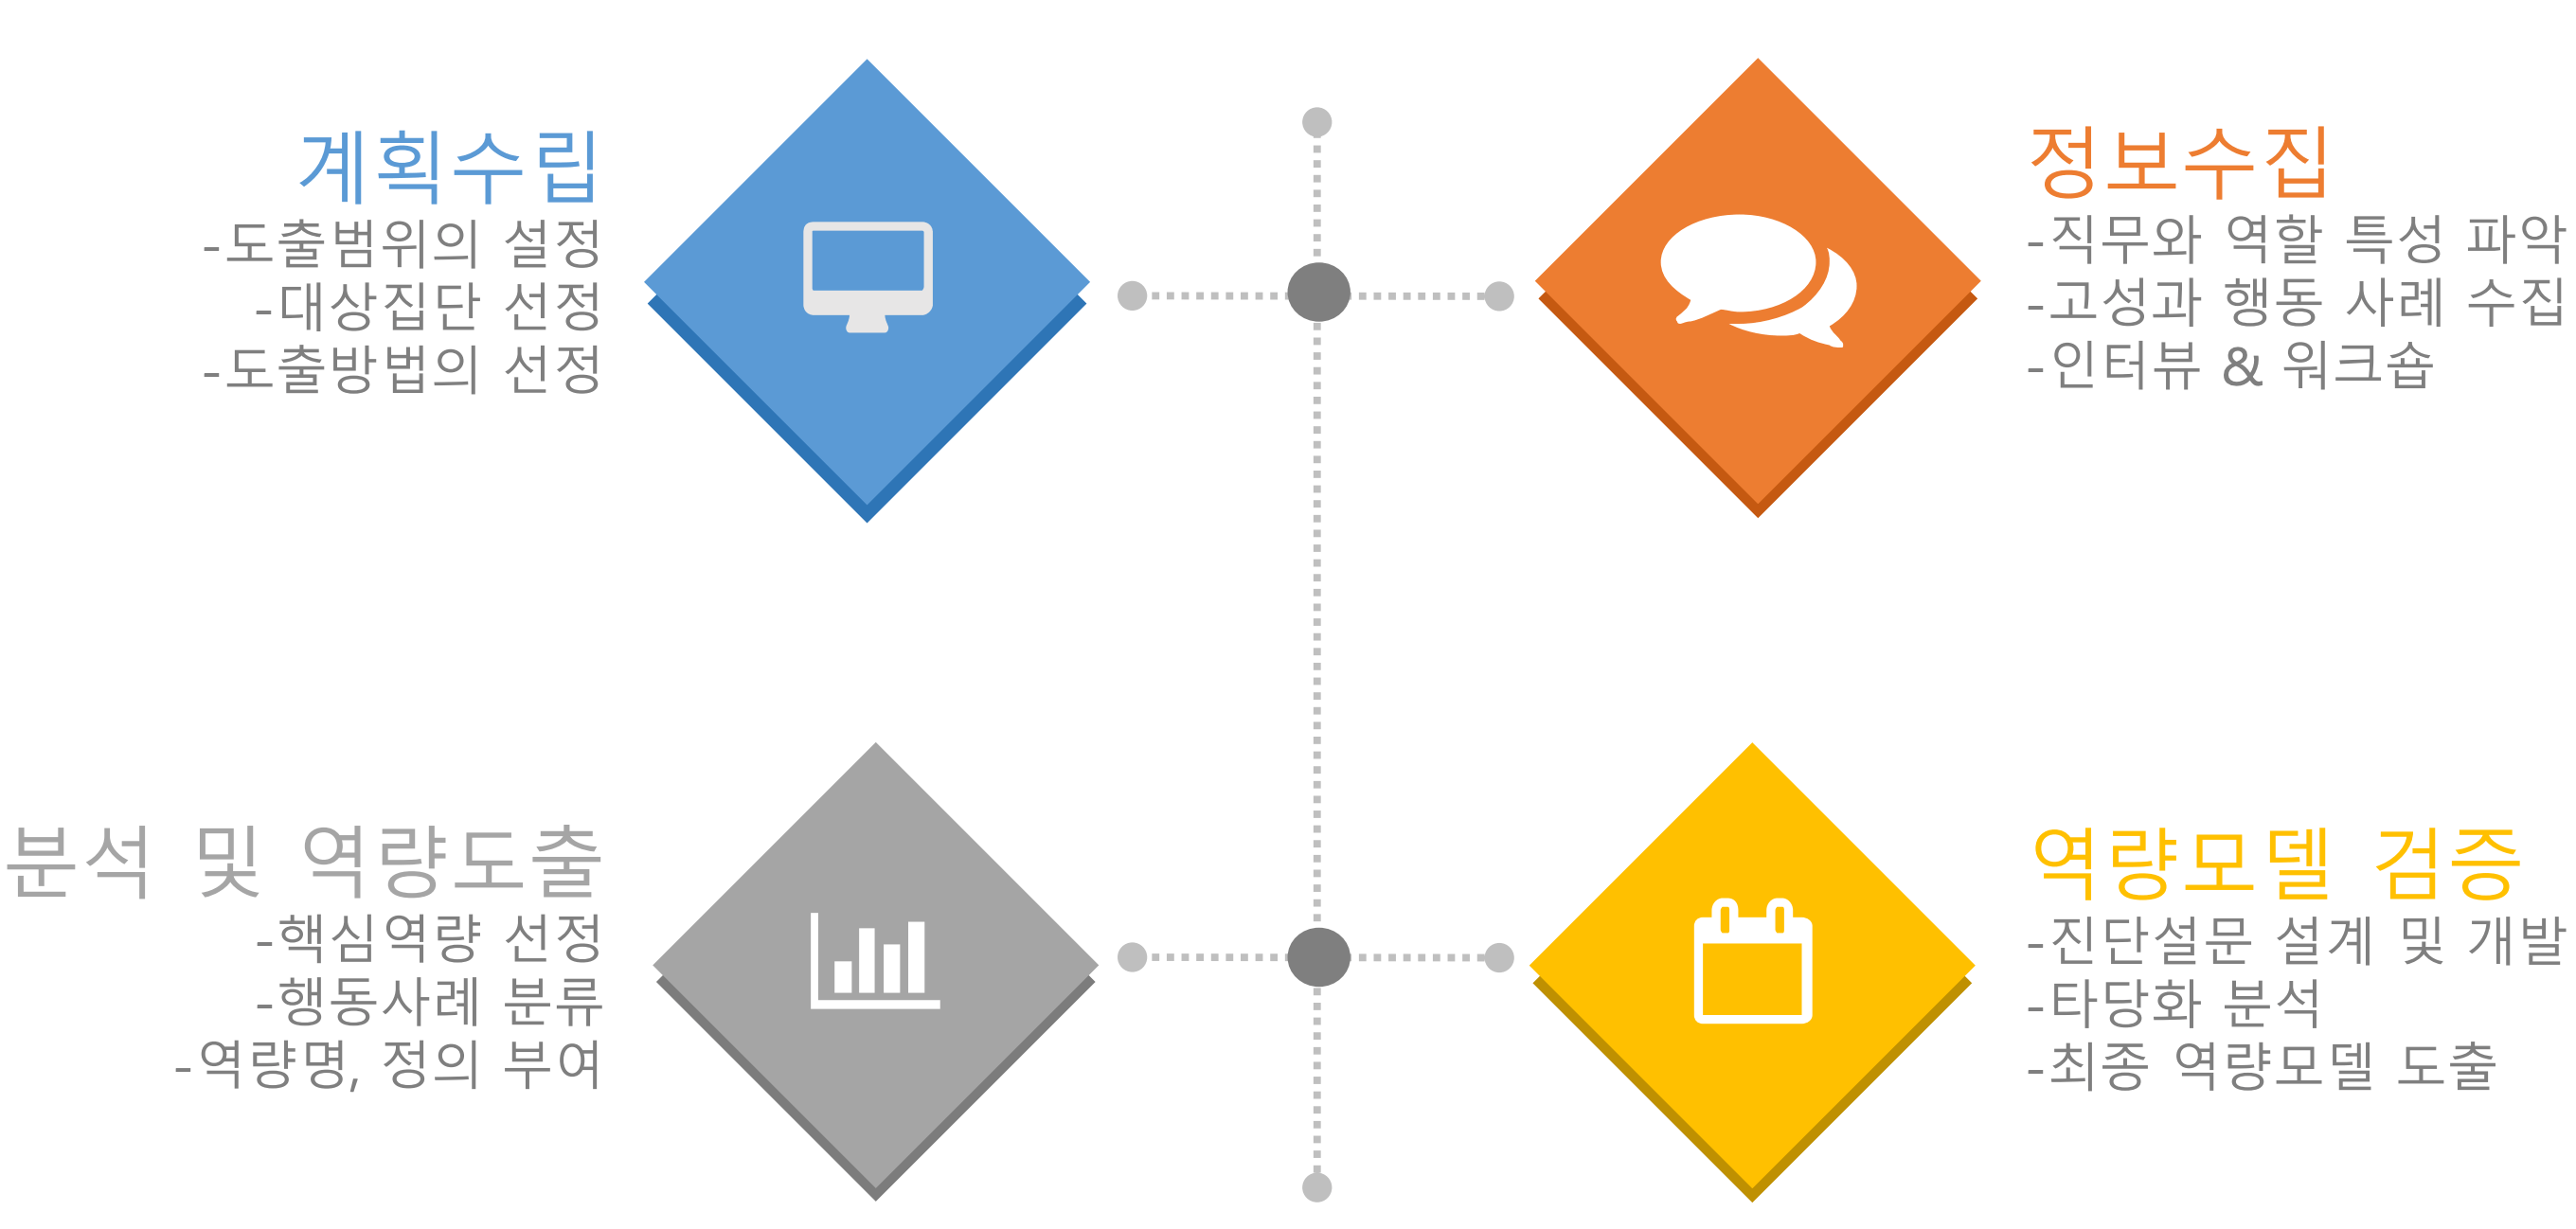 계획수립
-도출범위의 설정
-대상집단 선정
-도출방법의 선정
정보수집
-직무와 역할 특성 파악
-고성과 행동 사례 수집
-인터뷰 & 워크숍
분석 및 역량도출
-핵심역량 선정
-행동사례 분류
-역량명, 정의 부여
역량모델 검증
-진단설문 설계 및 개발
-타당화 분석
-최종 역량모델 도출